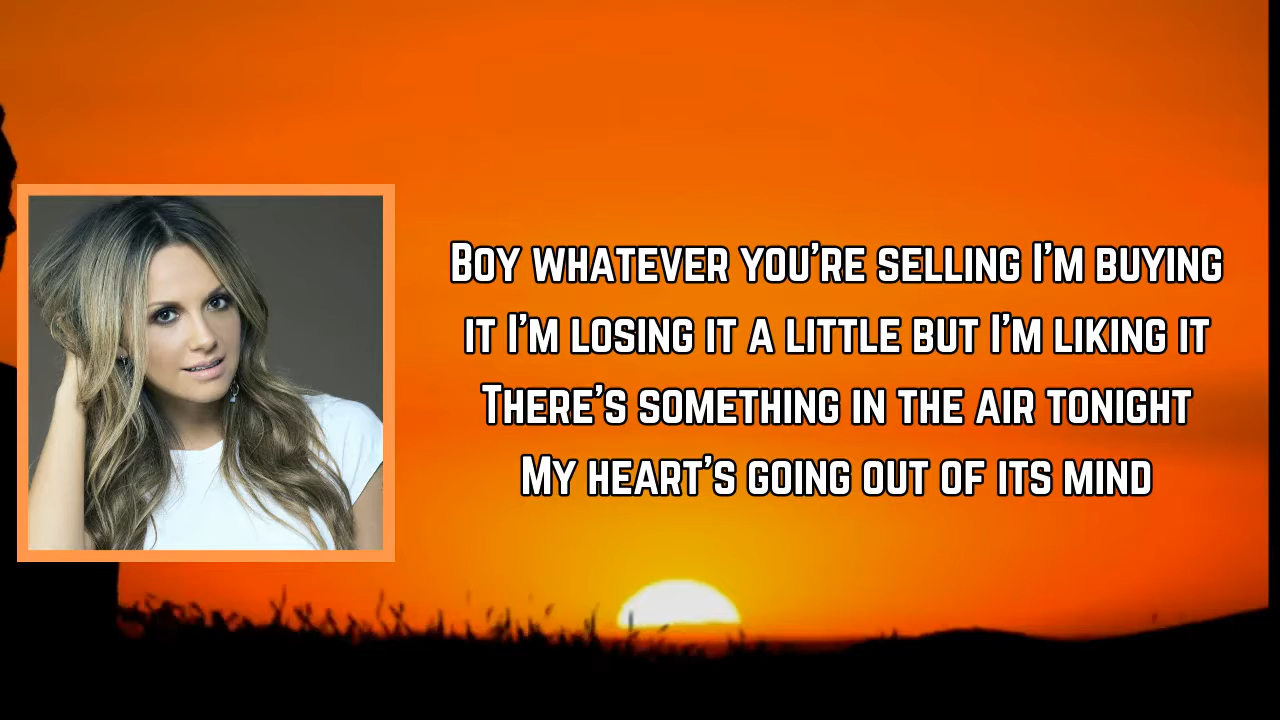 Boy whatever you're selling I'm buying
it I'm losing it a little but I'm liking it
There's something in the air tonight
My heart's going out of its mind